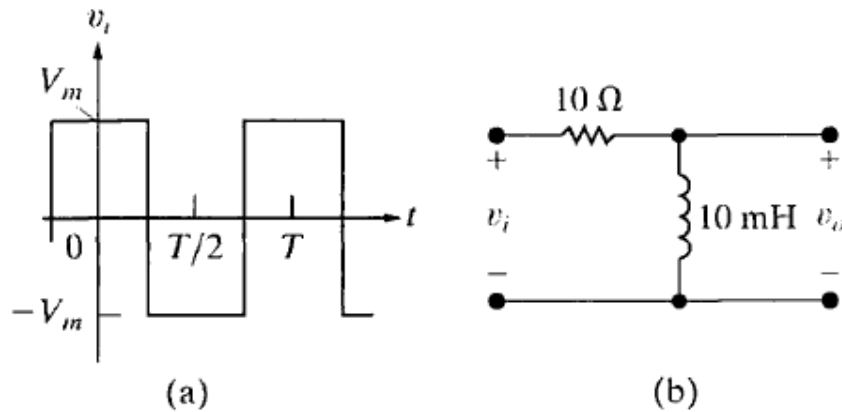 v_i
V_m
0
T/2
T
t
-V_m
(a)
10 Ω
+
+
v_i
10 mH
v_o
-
-
(b)